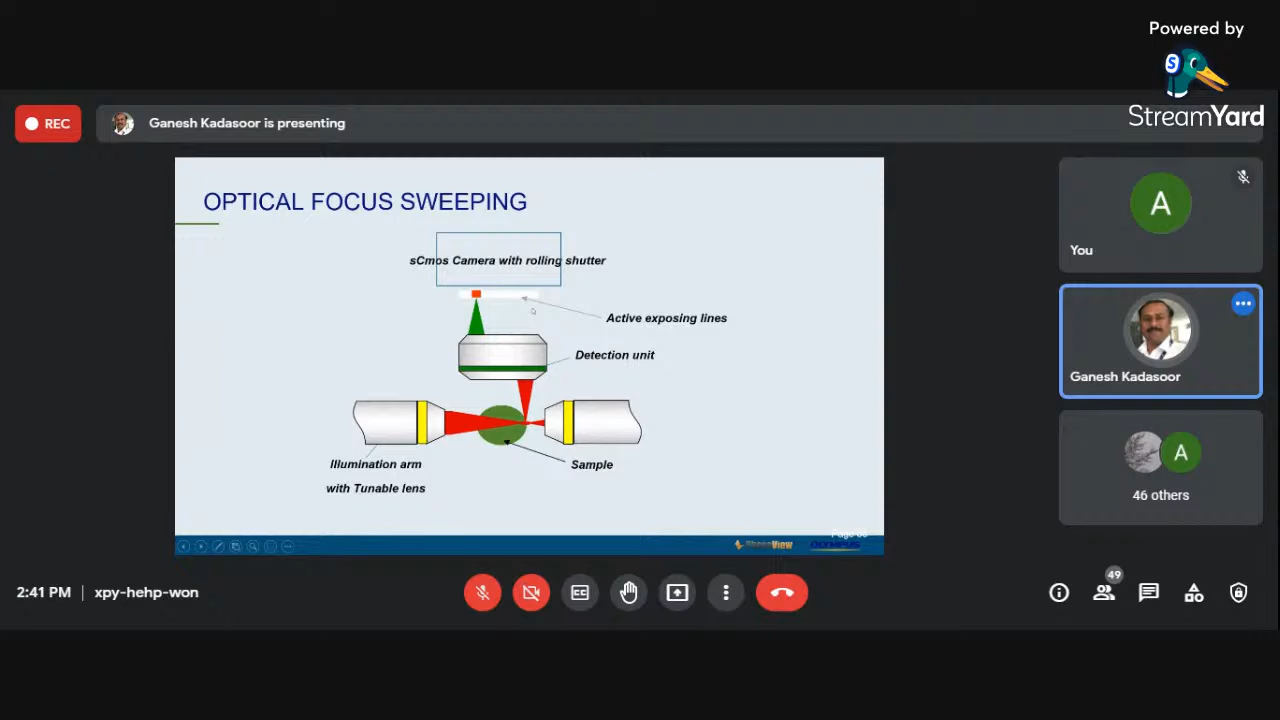 Powered by
S
StreamYard
REC
Ganesh Kadasoor is presenting
OPTICAL FOCUS SWEEPING
sCmos Camera with rolling shutter
Active exposing lines
Detection unit
Illumination arm
with Tunable lens
Sample
OLYMPUS
A
You
Ganesh Kadasoor
A
46 others
2:41 PM | xpy-hehp-won
CC
49